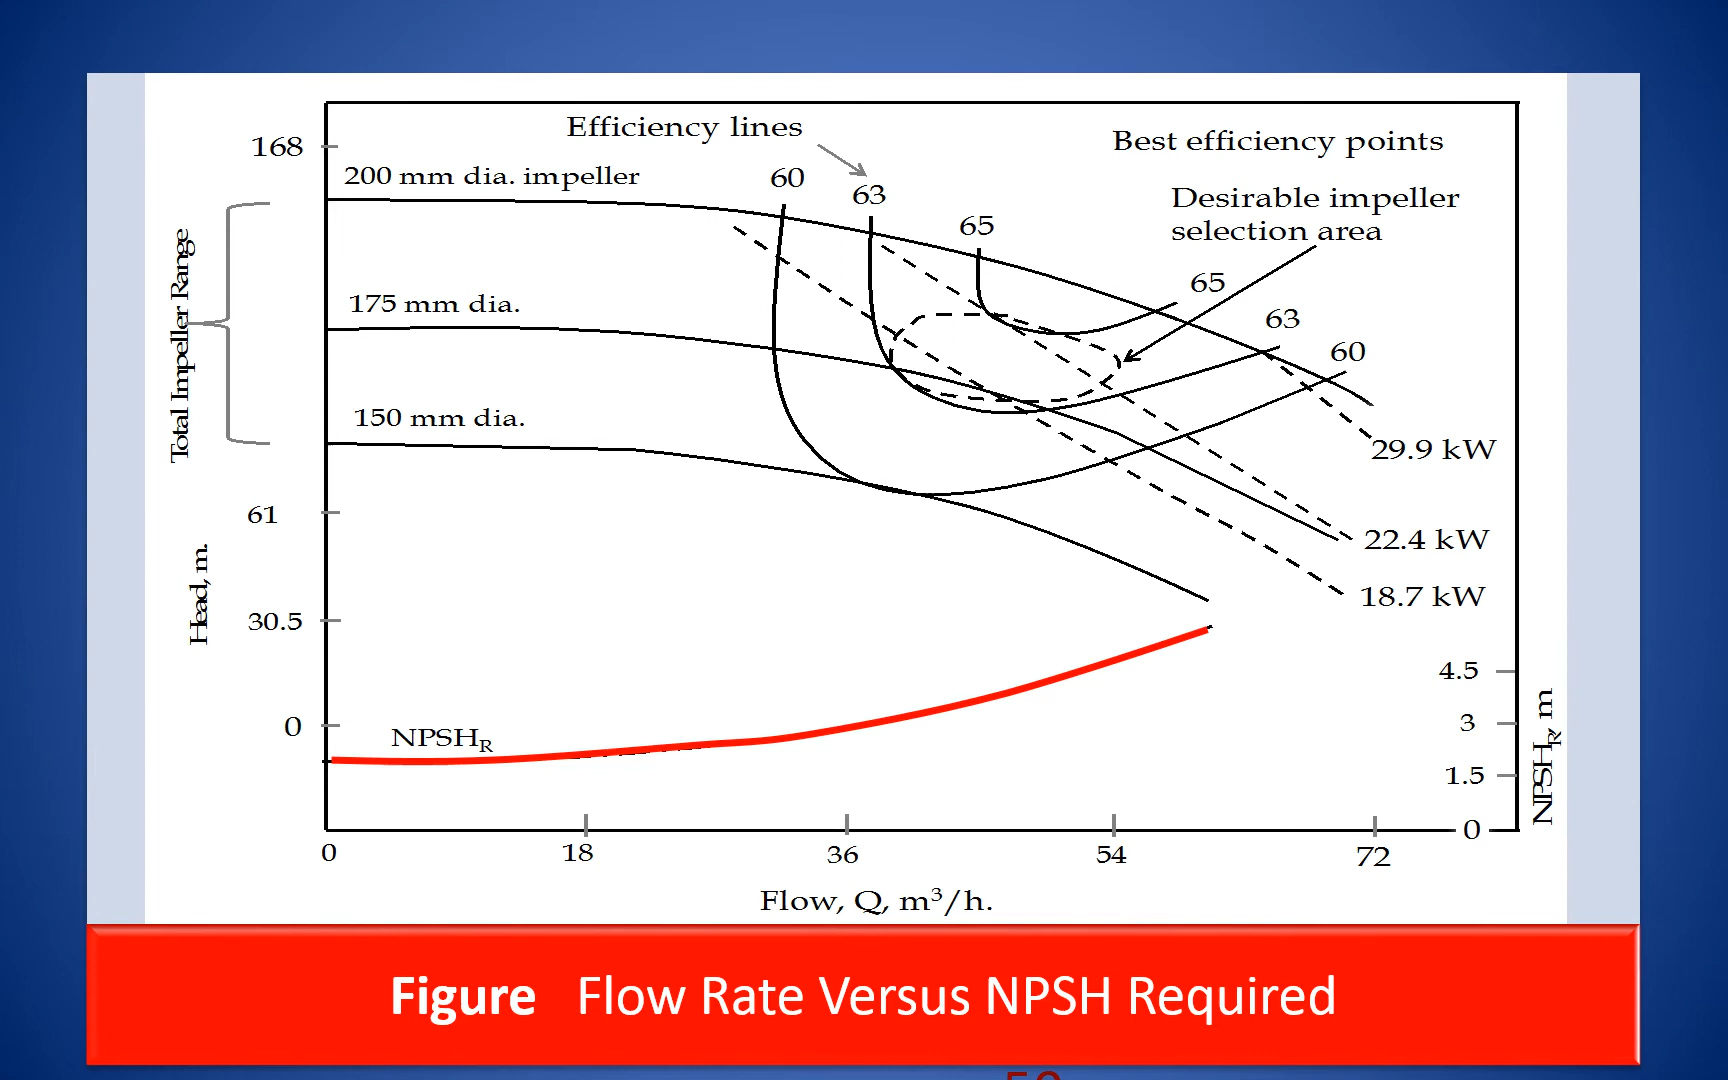 Efficiency lines
Best efficiency points
168
200 mm dia. impeller
60
63
65
Desirable impeller
selection area
65
63
60
175 mm dia.
150 mm dia.
Total Impeller Range
29.9 kW
22.4 kW
18.7 kW
61
Head, m.
30.5
0
NPSHR
4.5
3
1.5
0
NPSHR, m
0
18
36
54
72
Flow, Q, m³/h.
Figure Flow Rate Versus NPSH Required